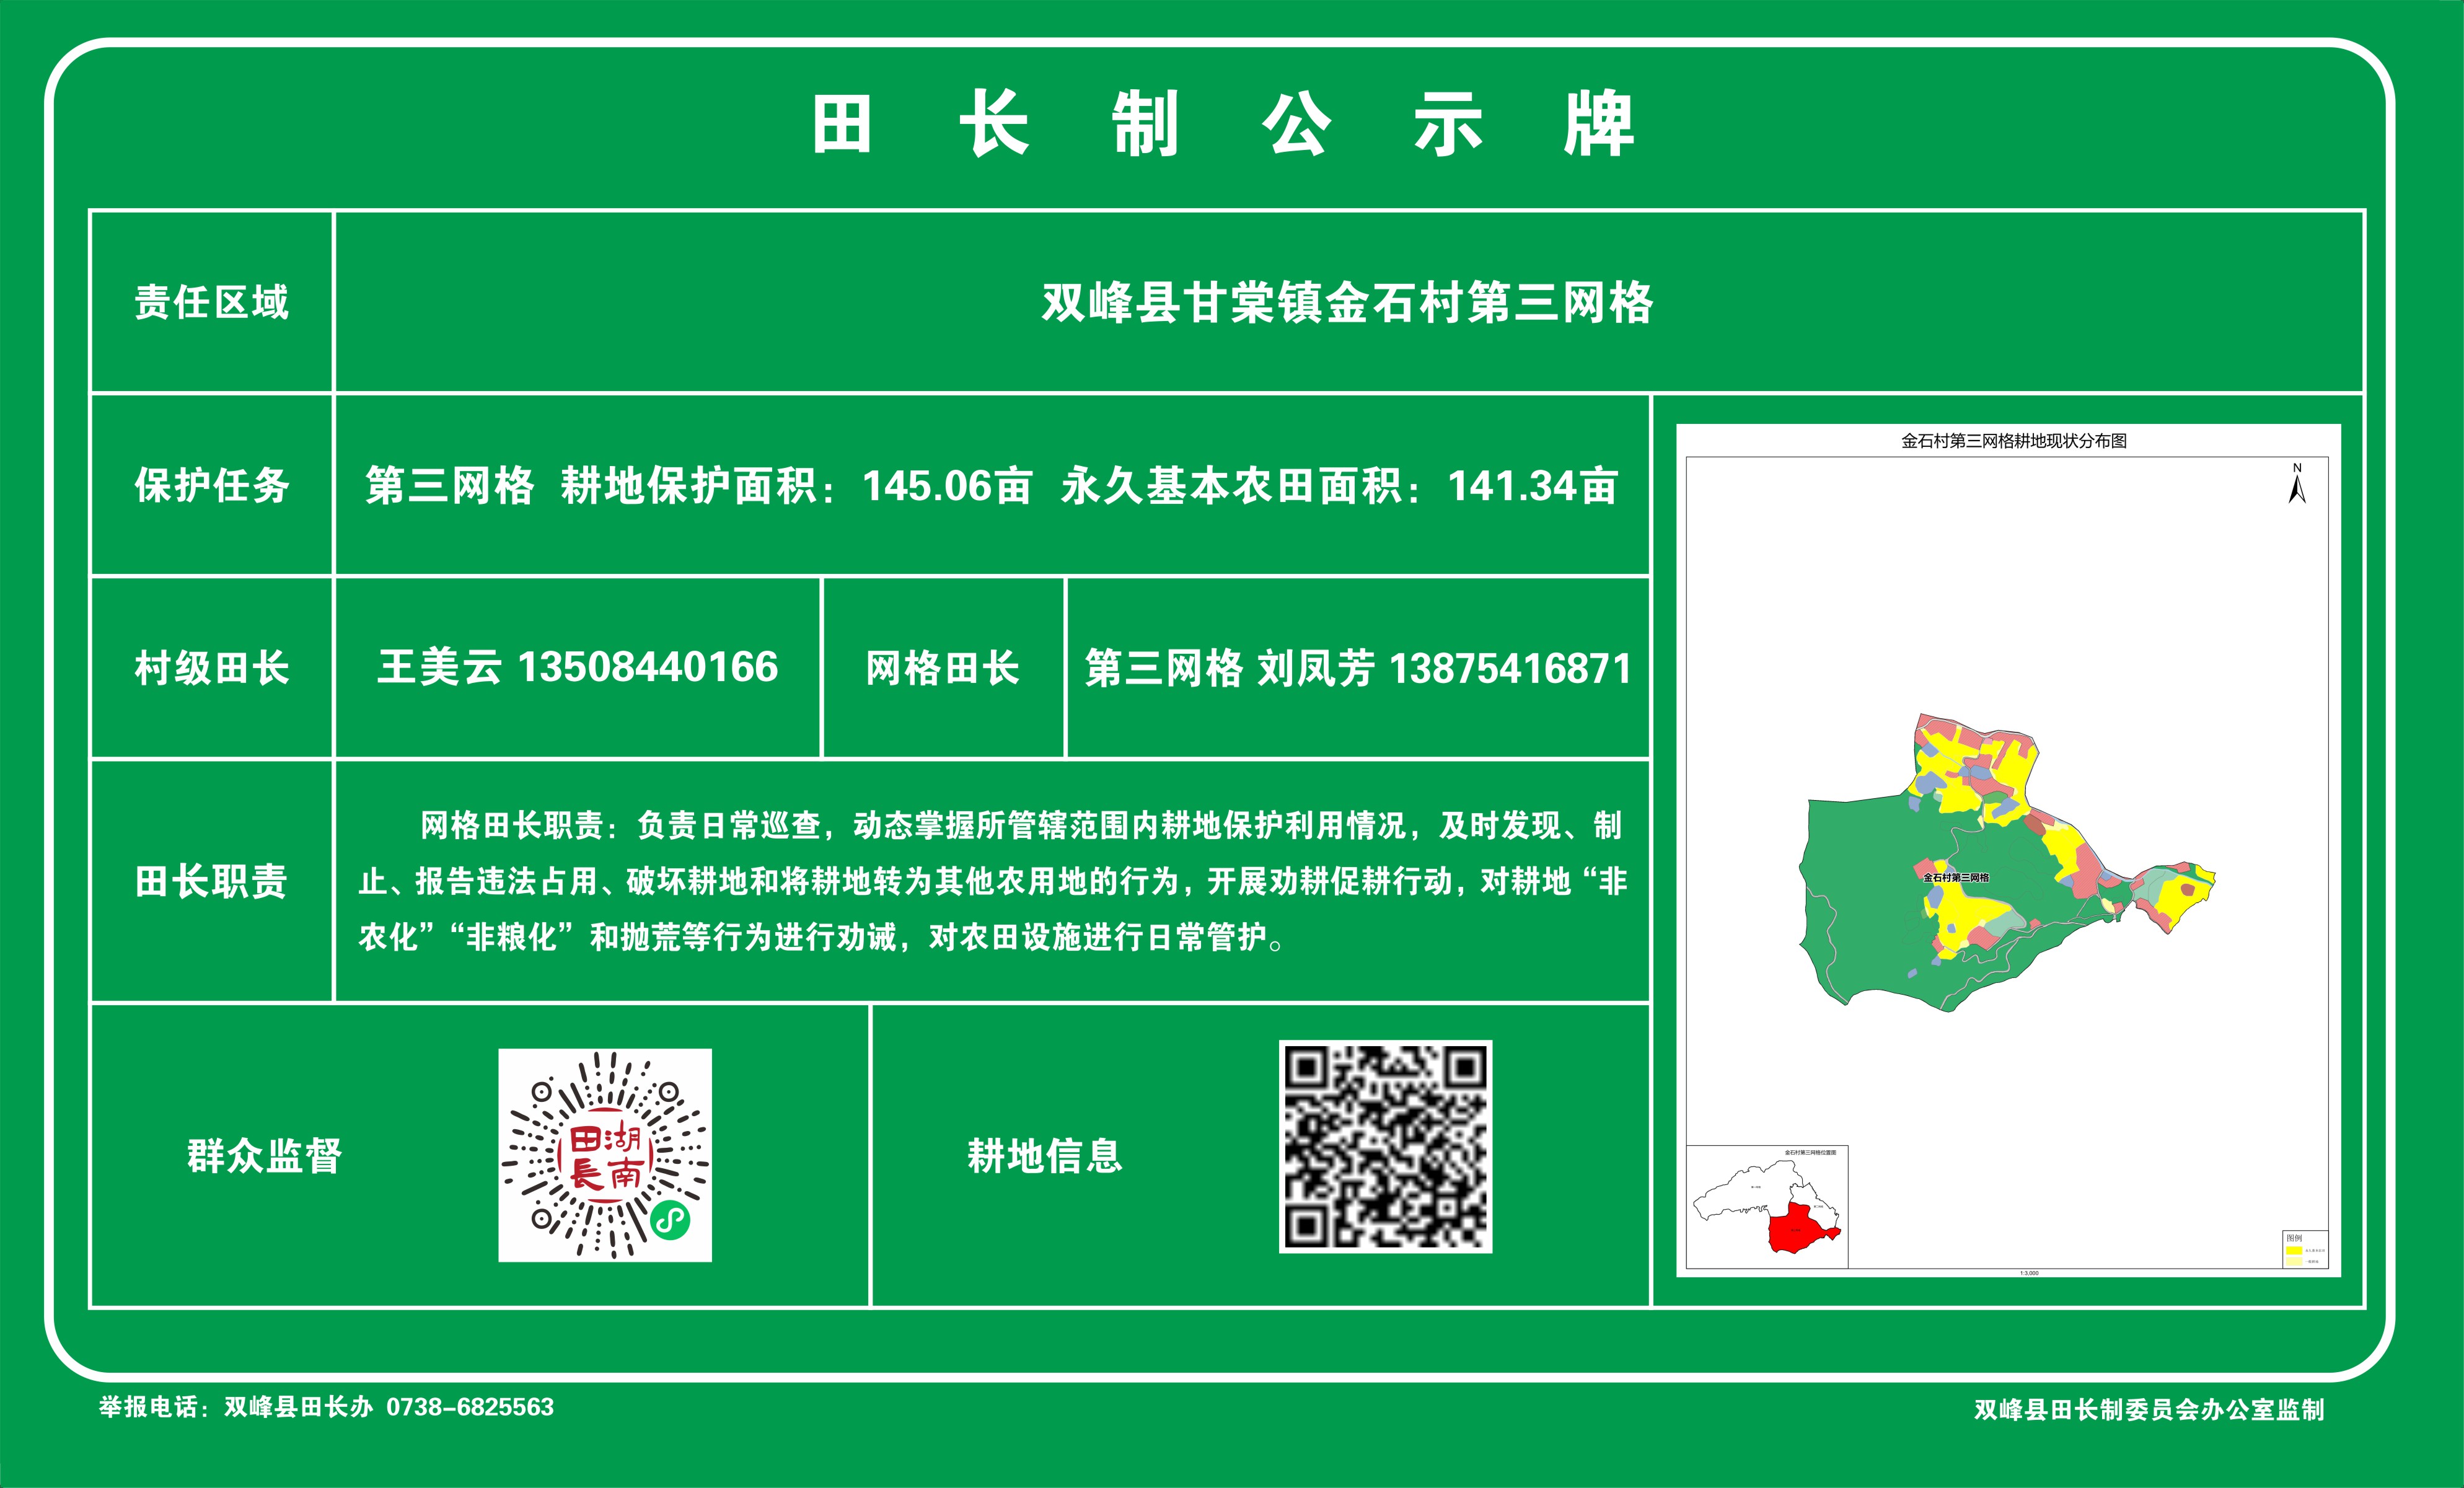 田长制公示牌
责任区域
双峰县甘棠镇金石村第三网格
保护任务
第三网格 耕地保护面积：145.06亩 永久基本农田面积：141.34亩
村级田长
王美云 13508440166
网格田长
第三网格 刘凤芳 13875416871
田长职责
网格田长职责：负责日常巡查，动态掌握所管辖范围内耕地保护利用情况，及时发现、制
止、报告违法占用、破坏耕地和将耕地转为其他农用地的行为，开展劝耕促耕行动，对耕地“非
农化”“非粮化”和抛荒等行为进行劝诫，对农田设施进行日常管护。
群众监督
湖南
田長
耕地信息
金石村第三网格耕地现状分布图
N
金石村第三网格
金石村第三网格位置图
图例
1:3,000
举报电话：双峰县田长办 0738-6825563
双峰县田长制委员会办公室监制